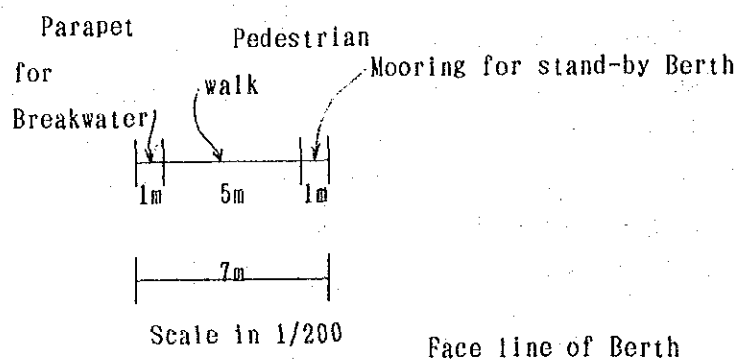 Parapet
for
Breakwater
Pedestrian
walk
Mooring for stand-by Berth
1m 5m 1m
7m
Scale in 1/200
Face line of Berth